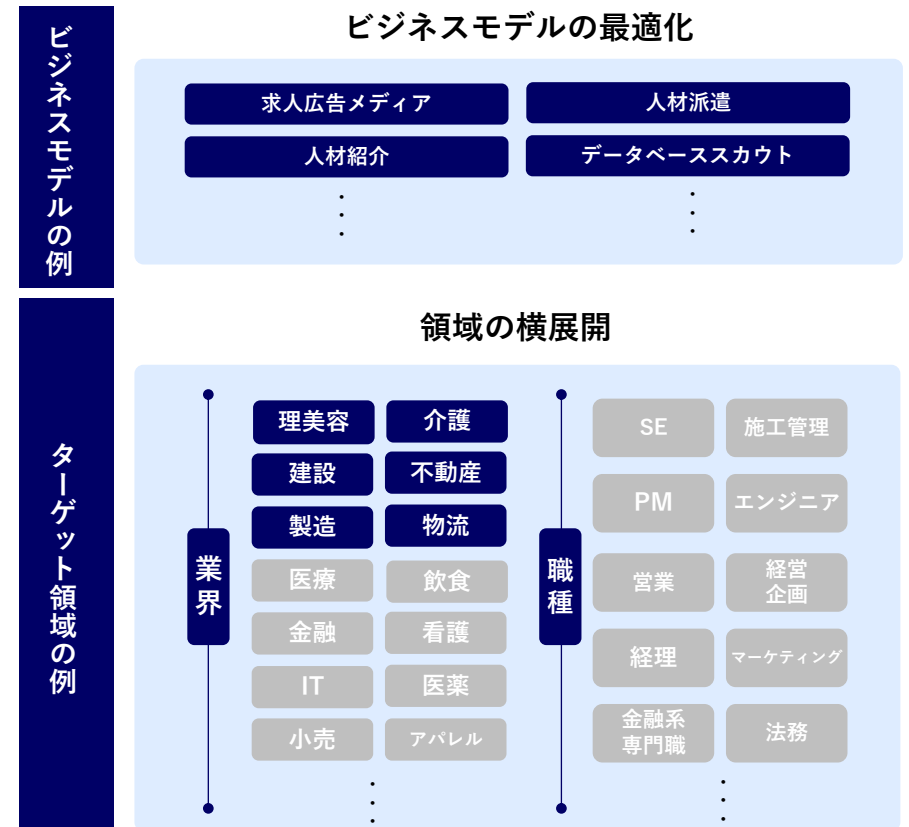 ビジネスモデルの例
ビジネスモデルの最適化
求人広告メディア
人材派遣
人材紹介
データベーススカウト
ターゲット領域の例
領域の横展開
業界
理美容
介護
建設
不動産
製造
物流
医療
飲食
金融
看護
IT
医薬
小売
アパレル
職種
SE
施工管理
PM
エンジニア
営業
経営
企画
経理
マーケティング
金融系
専門職
法務